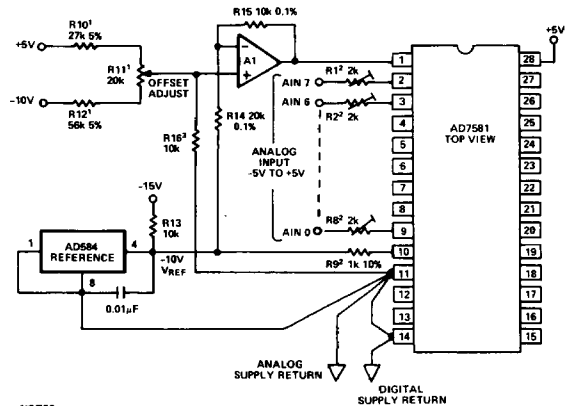 R15 10k 0.1%
R10¹
27k 5%
+5V
R11¹
20k
OFFSET
ADJUST
-10V
R12¹
56k 5%
A1
R16³
10k
R14 20k
0.1%
R1² 2k
AIN 7
AIN 6
R2² 2k
ANALOG
INPUT
-5V TO +5V
AIN 0
R8² 2k
R9² 1k 10%
-15V
R13
10k
1
AD584
REFERENCE
4
8
-10V
VREF
0.01µF
+5V
AD7581
TOP VIEW
1
2
3
4
5
6
7
8
9
10
11
12
13
14
28
27
26
25
24
23
22
21
20
19
18
17
16
15
ANALOG
SUPPLY RETURN
DIGITAL
SUPPLY RETURN